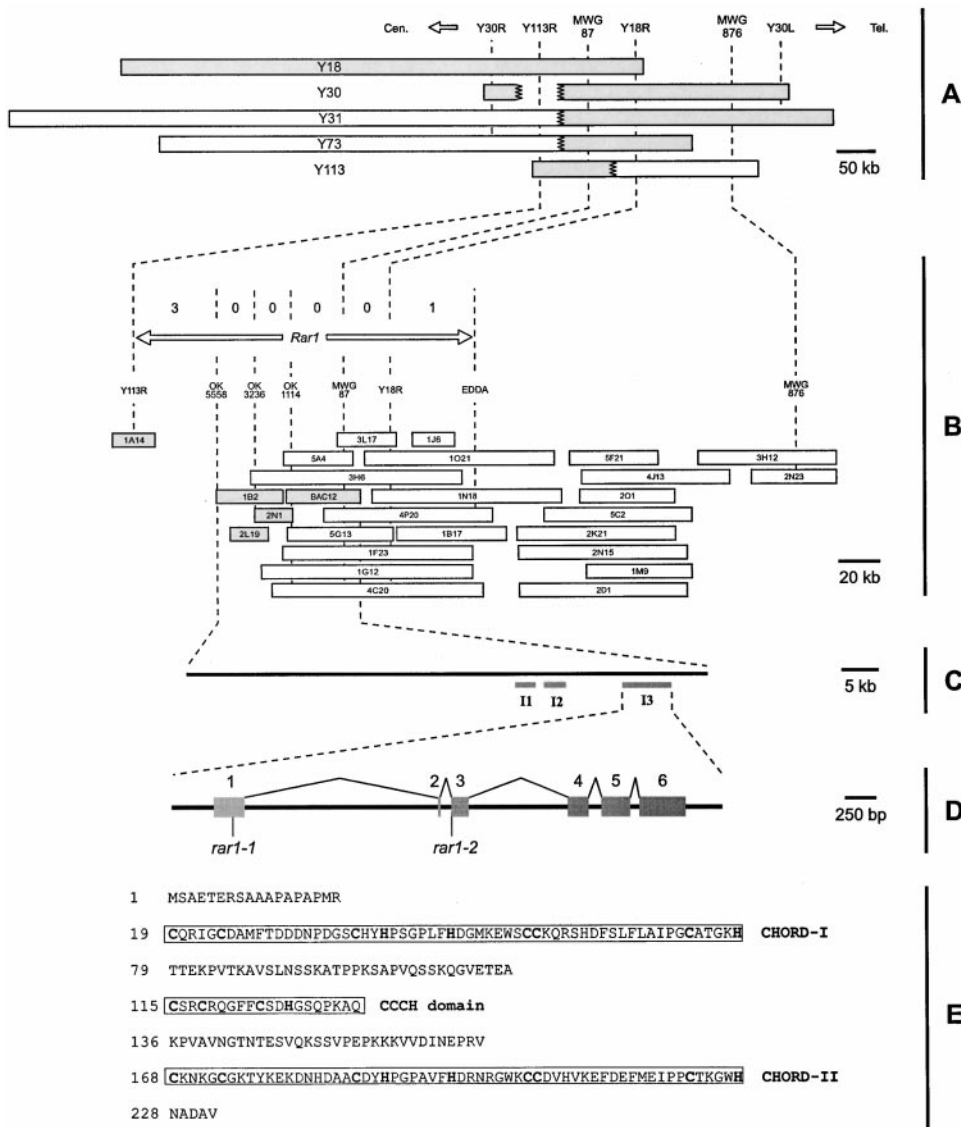 Cen. Y30R Y113R MWG 87 Y18R MWG 876 Y30L Tel.
Y18
Y30
A
Y31
Y73
50 kb
Y113
3 0 0 0 0 1
Rar1
Y113R OK 5558 OK 3236 OK 1114 MWG 87 Y18R EDDA MWG 876
B
1A14 3L17 1J6
5A4 1O21 5F21 3H12
3H6 4J13 2N23
1B2 BAC12 1N18 2O1
2N1 4P20 5C2
2L19 5G13 1B17 2K21
1F23 2N15
20 kb
1G12 1M9
4C20 2D1
5 kb
C
I1 I2 I3
1 2 3 4 5 6
250 bp
D
rar1-1 rar1-2
1 MSAETERSAAAPAPAPMR
19 CQRIGCDAMFTDDDNPDGSCHYHPSGPLFHDGMKEWSCCKQRSHDFSLFLAIPGCATGKH CHORD-I
79 TTEKPVTKAVSLNSSKATPPKSAPVQSSKQGVETEA
115 CSRCRQGFFCSDHGSQPKAQ CCCH domain
E
136 KPVAVNGTNTESVQKSSVPEPKKKVVDINEPRV
168 CKNKGCGKTYKEKDNHDAACDYHPGPAVFHDRNRGWKCCDVHVKEFDEFMEIPPCTKGWH CHORD-II
228 NADAV